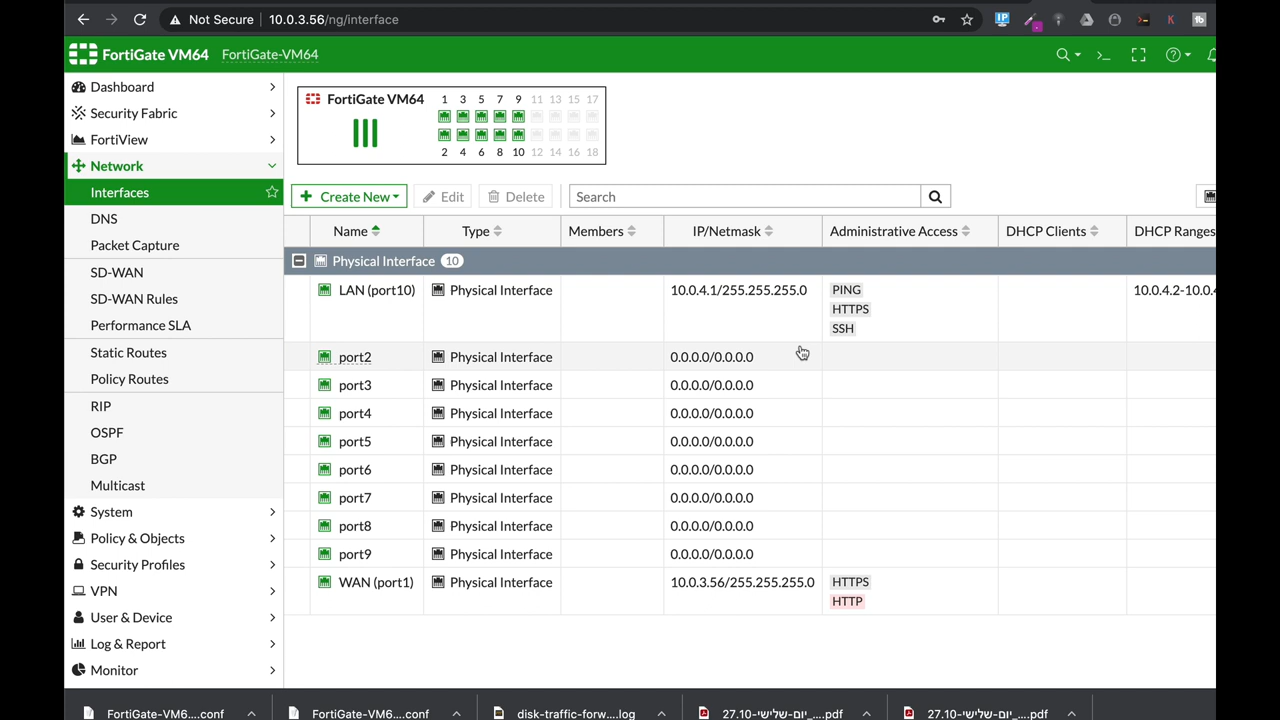 Not Secure 10.0.3.56/ng/interface
FortiGate VM64 FortiGate-VM64
Dashboard
Security Fabric
FortiView
Network
Interfaces
DNS
Packet Capture
SD-WAN
SD-WAN Rules
Performance SLA
Static Routes
Policy Routes
RIP
OSPF
BGP
Multicast
System
Policy & Objects
Security Profiles
VPN
User & Device
Log & Report
Monitor
FortiGate VM64 1 3 5 7 9 11 13 15 17
2 4 6 8 10 12 14 16 18
Create New Edit Delete Search
Name Type Members IP/Netmask Administrative Access DHCP Clients DHCP Ranges
Physical Interface 10
LAN (port10) Physical Interface 10.0.4.1/255.255.255.0 PING 10.0.4.2-10.0.4
HTTPS
SSH
port2 Physical Interface 0.0.0.0/0.0.0.0
port3 Physical Interface 0.0.0.0/0.0.0.0
port4 Physical Interface 0.0.0.0/0.0.0.0
port5 Physical Interface 0.0.0.0/0.0.0.0
port6 Physical Interface 0.0.0.0/0.0.0.0
port7 Physical Interface 0.0.0.0/0.0.0.0
port8 Physical Interface 0.0.0.0/0.0.0.0
port9 Physical Interface 0.0.0.0/0.0.0.0
WAN (port1) Physical Interface 10.0.3.56/255.255.255.0 HTTPS
HTTP
FortiGate-VM6....conf FortiGate-VM6....conf disk-traffic-forw....log 27.10-יום-שלישי_....pdf 27.10-יום-שלישי_....pdf